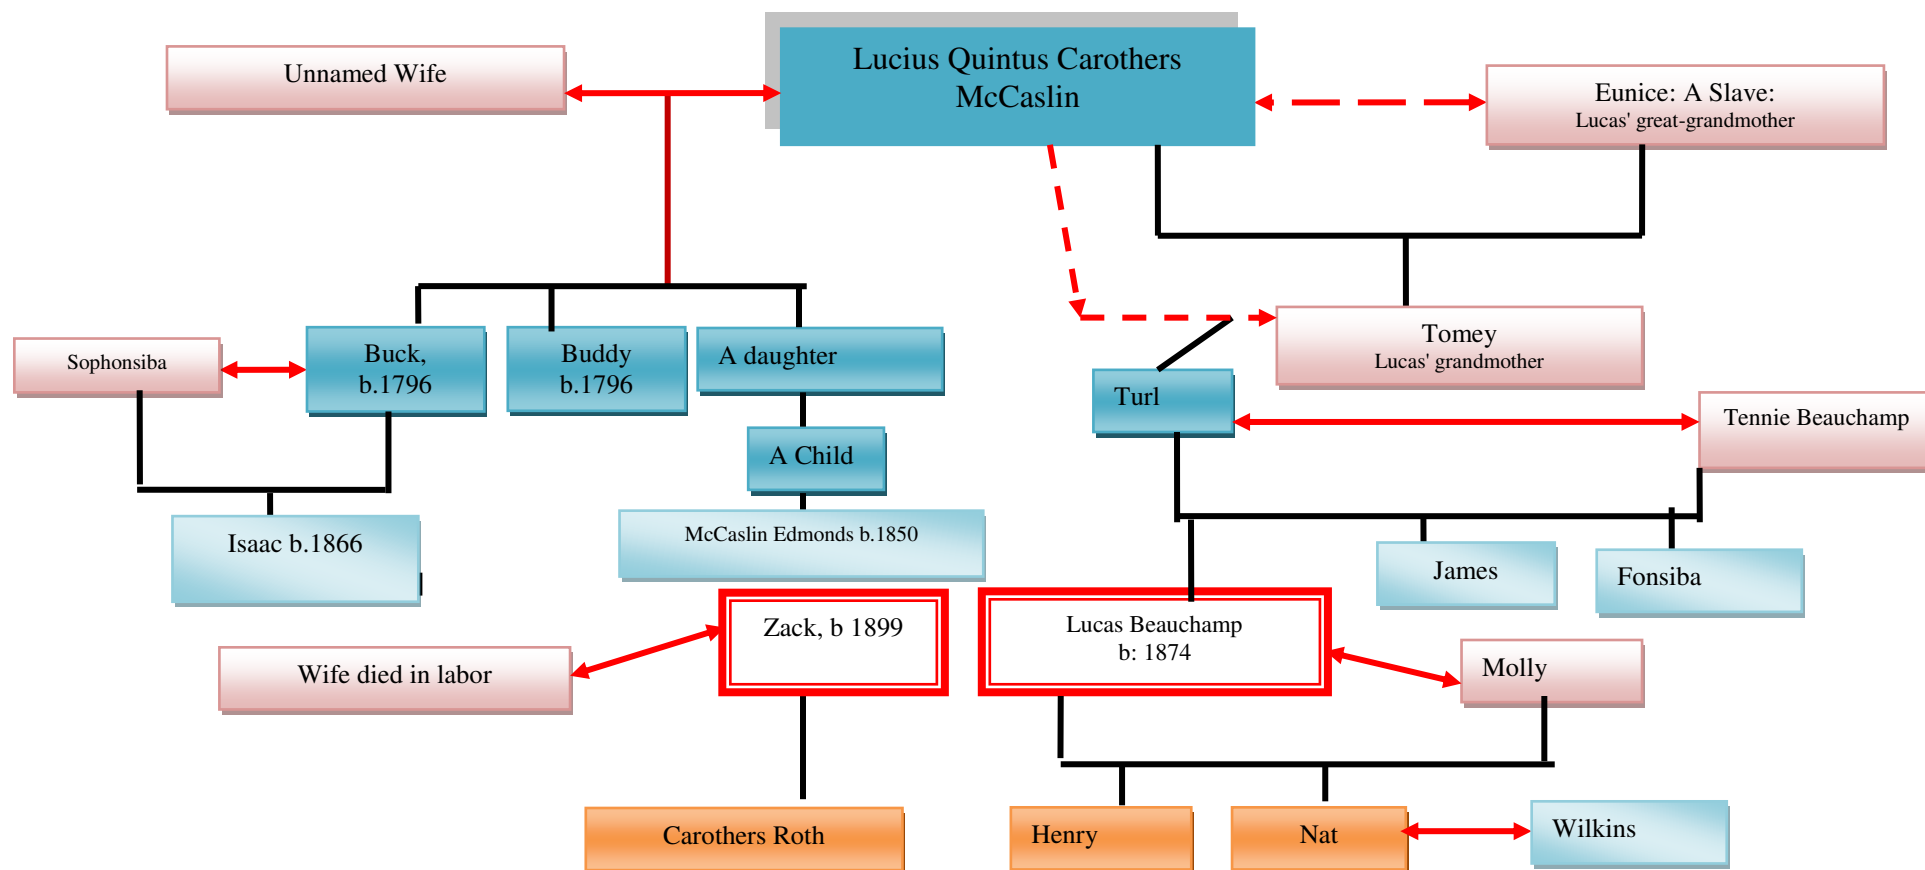 Lucius Quintus Carothers
McCaslin
Unnamed Wife
Eunice: A Slave:
Lucas' great-grandmother
Sophonsiba
Buck,
b.1796
Buddy
b.1796
A daughter
Tomey
Lucas' grandmother
Turl
Tennie Beauchamp
A Child
Isaac b.1866
McCaslin Edmonds b.1850
James
Fonsiba
Zack, b 1899
Lucas Beauchamp
b: 1874
Wife died in labor
Molly
Carothers Roth
Henry
Nat
Wilkins